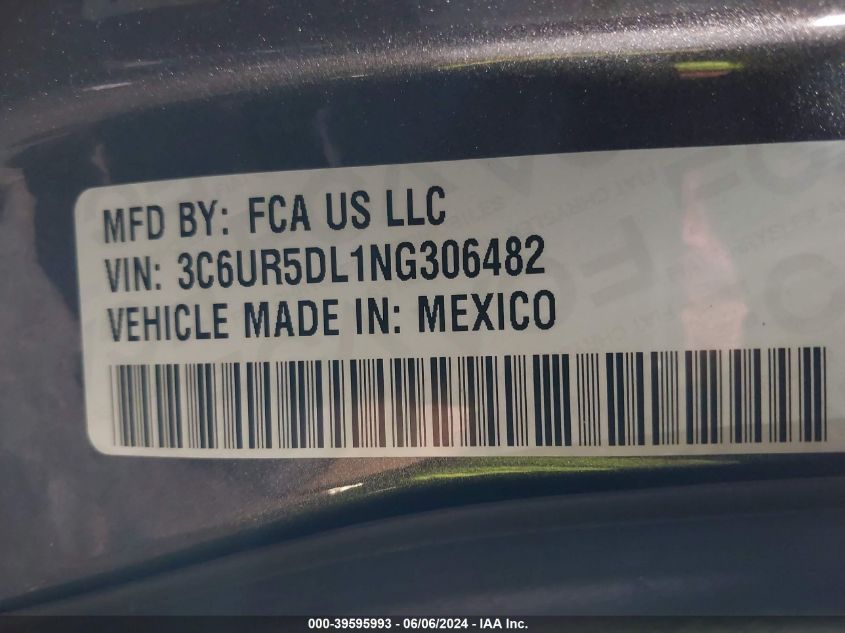 MFD BY: FCA US LLC
VIN: 3C6UR5DL1NG306482
VEHICLE MADE IN: MEXICO
000-39595993 - 06/06/2024 - IAA Inc.